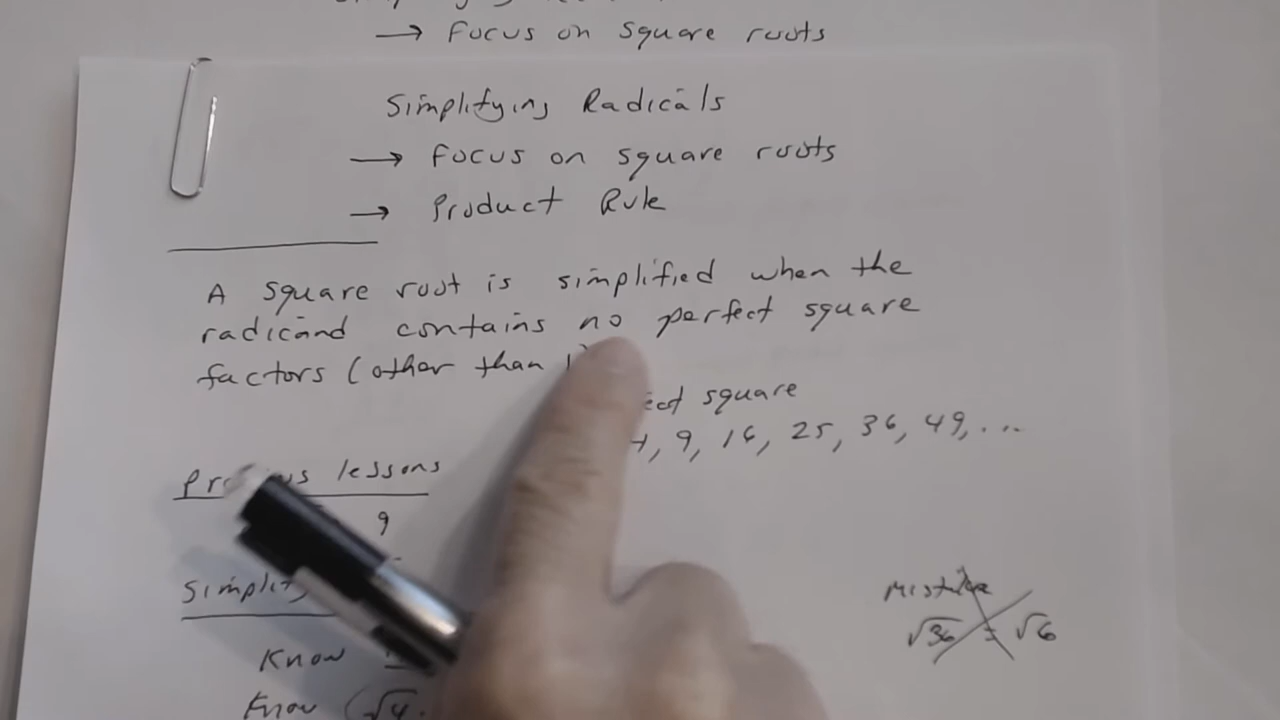 → Focus on square roots
Simplifying Radicals
→ Focus on square roots
→ Product Rule
A square root is simplified when the
radicand contains no perfect square
factors (other than 1)
square
9, 16, 25, 36, 49, ...
lessons
9
Know
Know (√4
Mistake
√36 = √6